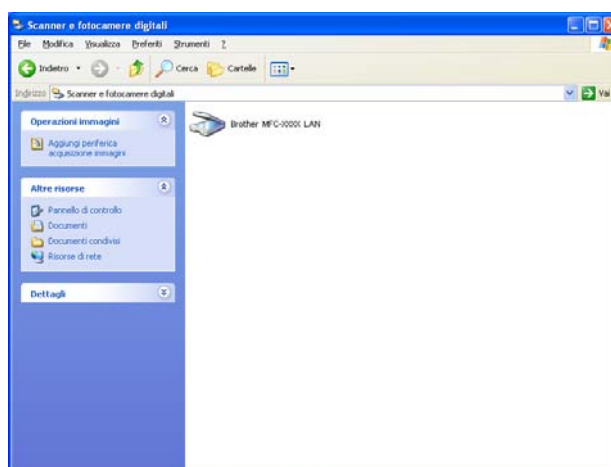 Scanner e fotocamere digitali
File Modifica Visualizza Preferiti Strumenti ?
Indietro Cerca Cartelle
Indirizzo Scanner e fotocamere digitali Vai
Operazioni immagini
Aggiungi periferica
acquisizione immagini
Altre risorse
Pannello di controllo
Documenti
Documenti condivisi
Risorse di rete
Dettagli
Brother MFC-XXXX LAN